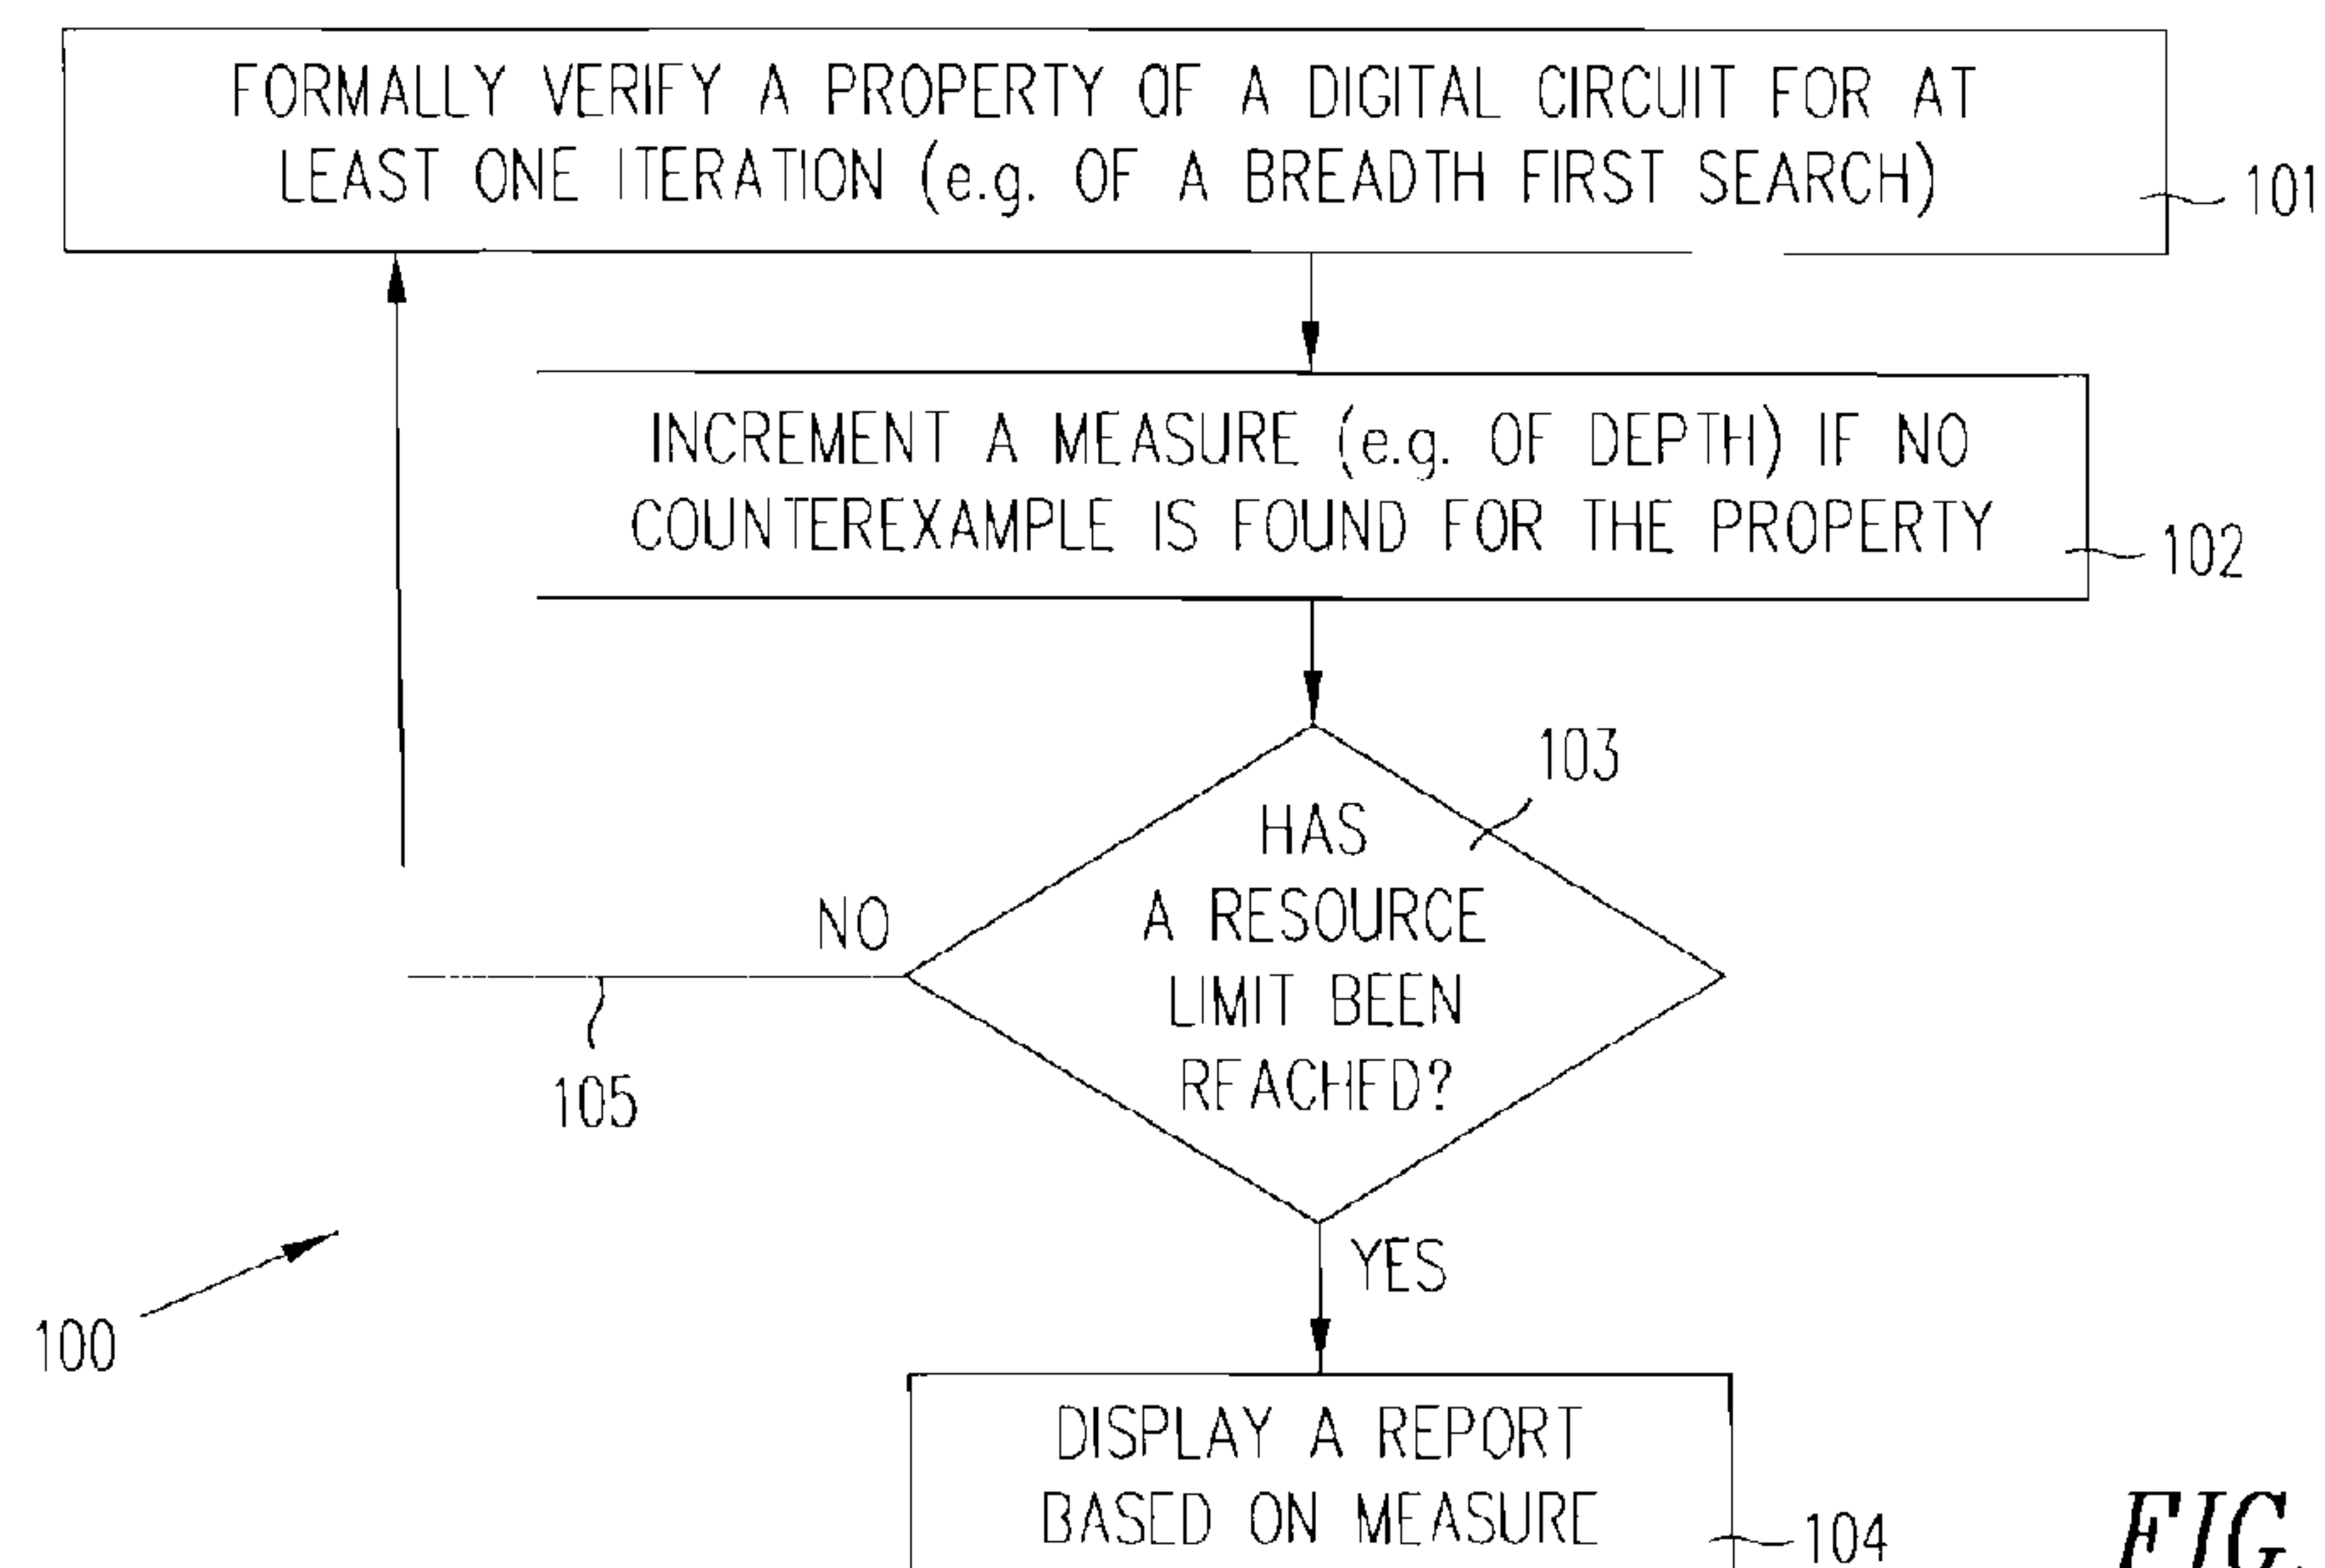 FORMALLY VERIFY A PROPERTY OF A DIGITAL CIRCUIT FOR AT
LEAST ONE ITERATION (e.g. OF A BREADTH FIRST SEARCH)
101
INCREMENT A MEASURE (e.g. OF DEPTH) IF NO
COUNTEREXAMPLE IS FOUND FOR THE PROPERTY
102
103
HAS
A RESOURCE
LIMIT BEEN
REACHED?
NO
105
YES
100
DISPLAY A REPORT
BASED ON MEASURE
104
FIG.